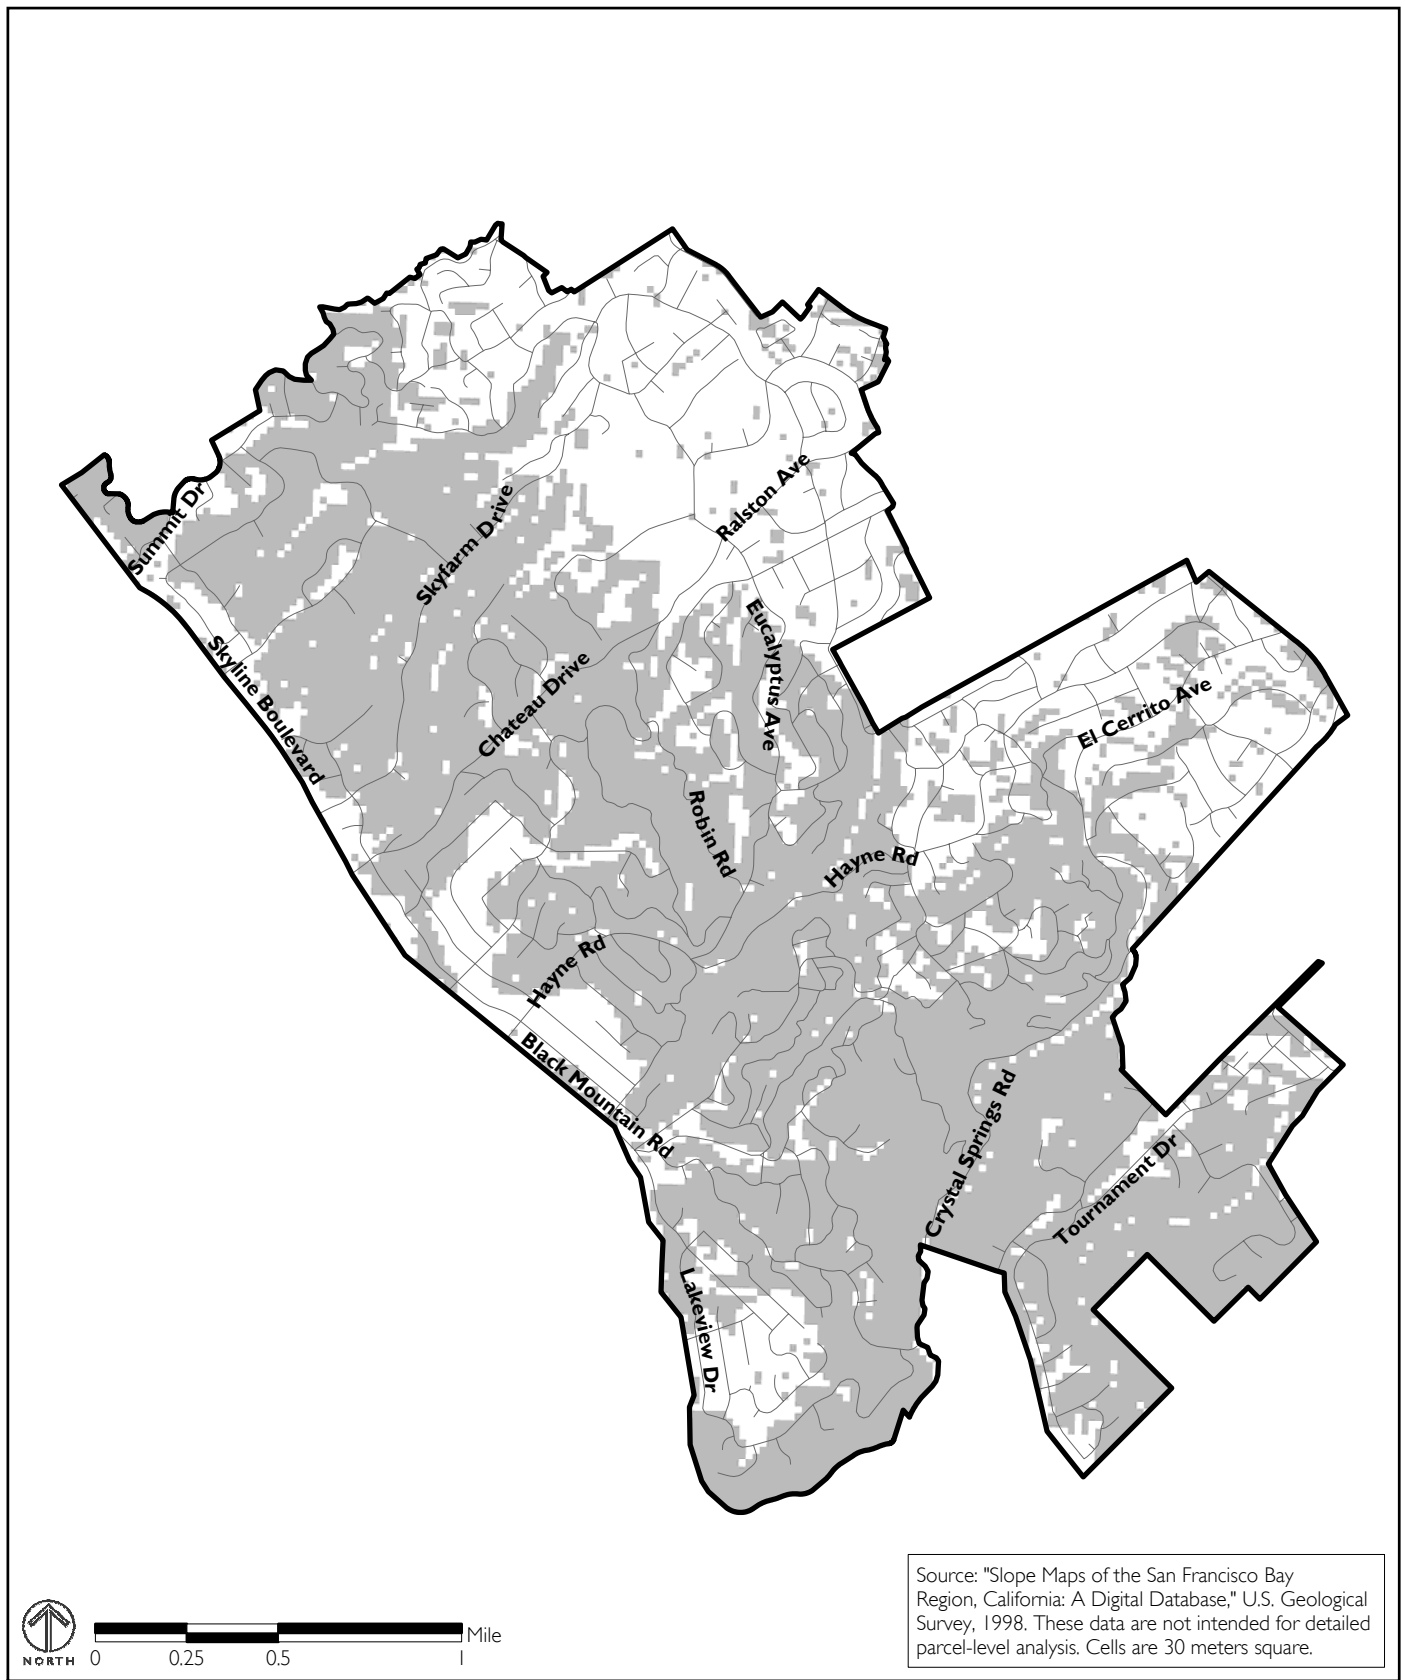 Summit Dr
Skyfarm Drive
Ralston Ave
Eucalyptus Ave
Skyline Boulevard
Chateau Drive
El Cerrito Ave
Robin Rd
Hayne Rd
Hayne Rd
Black Mountain Rd
Crystal Springs Rd
Tournament Dr
Lakeview Dr
Source: "Slope Maps of the San Francisco Bay
Region, California: A Digital Database," U.S. Geological
Survey, 1998. These data are not intended for detailed
parcel-level analysis. Cells are 30 meters square.
NORTH
Mile
0 0.25 0.5 1